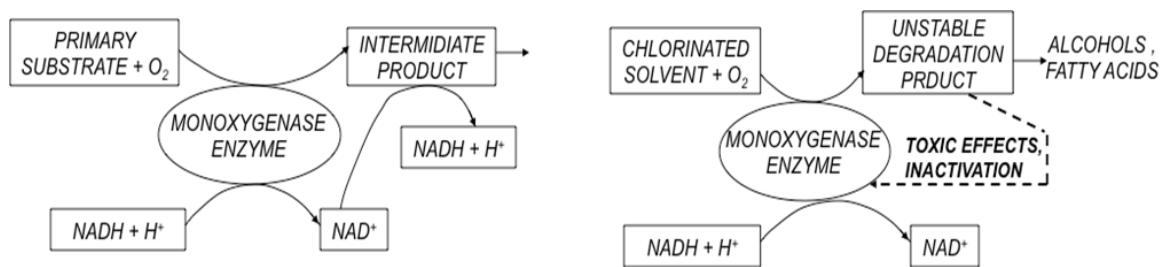 PRIMARY
SUBSTRATE + O₂
INTERMIDIATE
PRODUCT
MONOXYGENASE
ENZYME
NADH + H⁺
NADH + H⁺
NAD⁺
CHLORINATED
SOLVENT + O₂
UNSTABLE
DEGRADATION
PRDUCT
ALCOHOLS ,
FATTY ACIDS
MONOXYGENASE
ENZYME
TOXIC EFFECTS,
INACTIVATION
NADH + H⁺
NAD⁺